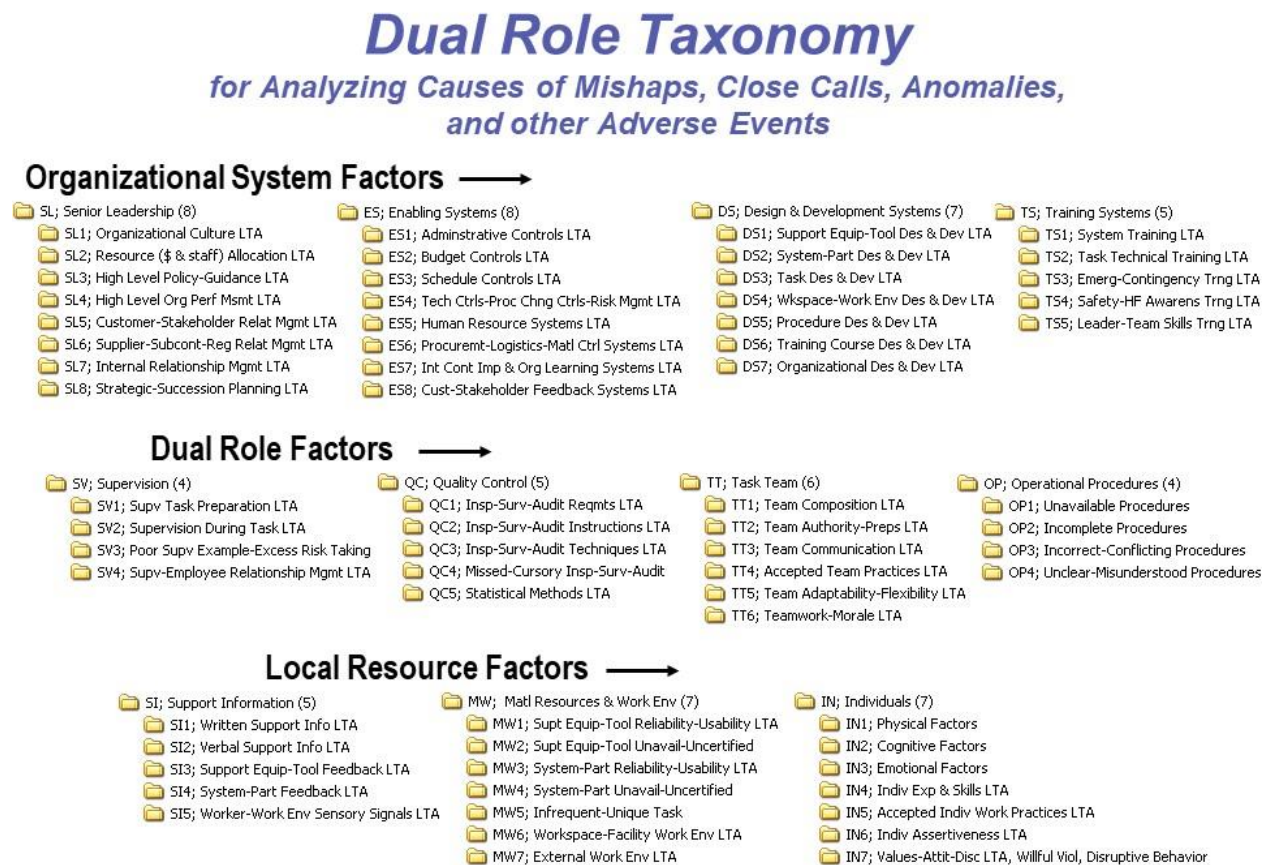 Dual Role Taxonomy
for Analyzing Causes of Mishaps, Close Calls, Anomalies,
and other Adverse Events
Organizational System Factors
SL; Senior Leadership (8)
SL1; Organizational Culture LTA
SL2; Resource ($ & staff) Allocation LTA
SL3; High Level Policy-Guidance LTA
SL4; High Level Org Perf Msmt LTA
SL5; Customer-Stakeholder Relat Mgmt LTA
SL6; Supplier-Subcont-Reg Relat Mgmt LTA
SL7; Internal Relationship Mgmt LTA
SL8; Strategic-Succession Planning LTA
ES; Enabling Systems (8)
ES1; Adminstrative Controls LTA
ES2; Budget Controls LTA
ES3; Schedule Controls LTA
ES4; Tech Ctrls-Proc Chng Ctrls-Risk Mgmt LTA
ES5; Human Resource Systems LTA
ES6; Procuremt-Logistics-Matl Ctrl Systems LTA
ES7; Int Cont Imp & Org Learning Systems LTA
ES8; Cust-Stakeholder Feedback Systems LTA
DS; Design & Development Systems (7)
DS1; Support Equip-Tool Des & Dev LTA
DS2; System-Part Des & Dev LTA
DS3; Task Des & Dev LTA
DS4; Wkspace-Work Env Des & Dev LTA
DS5; Procedure Des & Dev LTA
DS6; Training Course Des & Dev LTA
DS7; Organizational Des & Dev LTA
TS; Training Systems (5)
TS1; System Training LTA
TS2; Task Technical Training LTA
TS3; Emerg-Contingency Trng LTA
TS4; Safety-HF Awarens Trng LTA
TS5; Leader-Team Skills Trng LTA
Dual Role Factors
SV; Supervision (4)
SV1; Supv Task Preparation LTA
SV2; Supervision During Task LTA
SV3; Poor Supv Example-Excess Risk Taking
SV4; Supv-Employee Relationship Mgmt LTA
QC; Quality Control (5)
QC1; Insp-Surv-Audit Reqmts LTA
QC2; Insp-Surv-Audit Instructions LTA
QC3; Insp-Surv-Audit Techniques LTA
QC4; Missed-Cursory Insp-Surv-Audit
QC5; Statistical Methods LTA
TT; Task Team (6)
TT1; Team Composition LTA
TT2; Team Authority-Preps LTA
TT3; Team Communication LTA
TT4; Accepted Team Practices LTA
TT5; Team Adaptability-Flexibility LTA
TT6; Teamwork-Morale LTA
OP; Operational Procedures (4)
OP1; Unavailable Procedures
OP2; Incomplete Procedures
OP3; Incorrect-Conflicting Procedures
OP4; Unclear-Misunderstood Procedures
Local Resource Factors
SI; Support Information (5)
SI1; Written Support Info LTA
SI2; Verbal Support Info LTA
SI3; Support Equip-Tool Feedback LTA
SI4; System-Part Feedback LTA
SI5; Worker-Work Env Sensory Signals LTA
MW; Matl Resources & Work Env (7)
MW1; Supt Equip-Tool Reliability-Usability LTA
MW2; Supt Equip-Tool Unavail-Uncertified
MW3; System-Part Reliability-Usability LTA
MW4; System-Part Unavail-Uncertified
MW5; Infrequent-Unique Task
MW6; Workspace-Facility Work Env LTA
MW7; External Work Env LTA
IN; Individuals (7)
IN1; Physical Factors
IN2; Cognitive Factors
IN3; Emotional Factors
IN4; Indiv Exp & Skills LTA
IN5; Accepted Indiv Work Practices LTA
IN6; Indiv Assertiveness LTA
IN7; Values-Attit-Disc LTA, Willful Viol, Disruptive Behavior